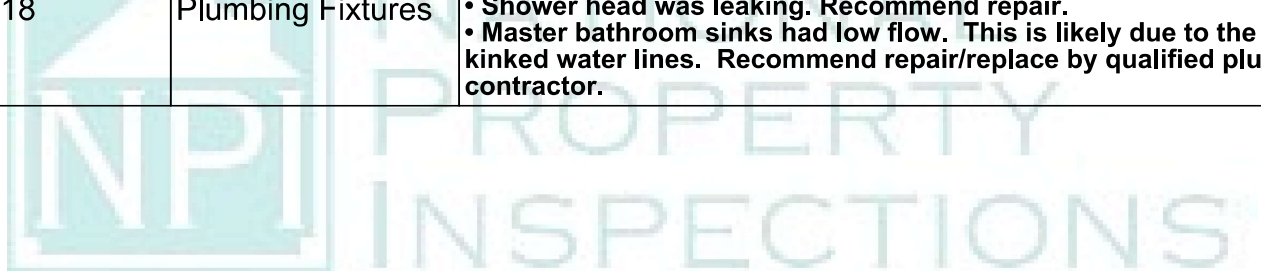 18 Plumbing Fixtures • Shower head was leaking. Recommend repair.
• Master bathroom sinks had low flow. This is likely due to the
kinked water lines. Recommend repair/replace by qualified plu
contractor.
NPI
PROPERTY
INSPECTIONS